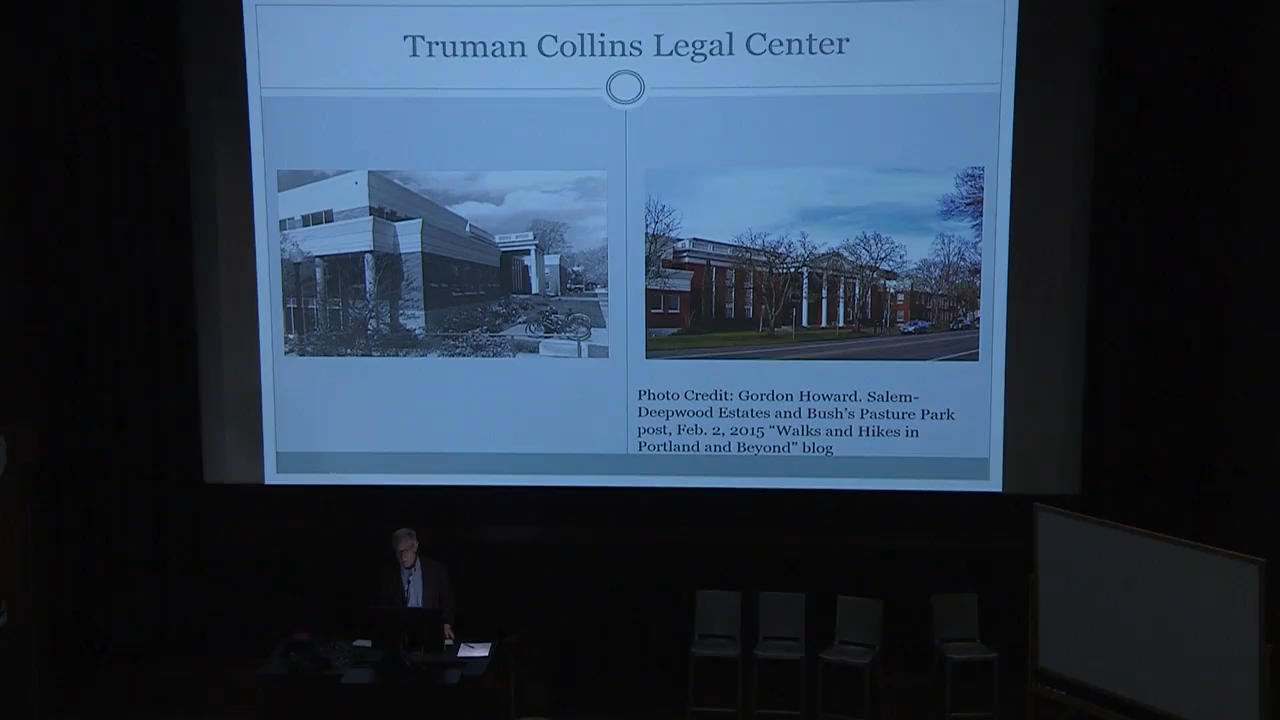 Truman Collins Legal Center
Photo Credit: Gordon Howard. Salem-
Deepwood Estates and Bush's Pasture Park
post, Feb. 2, 2015 “Walks and Hikes in
Portland and Beyond” blog